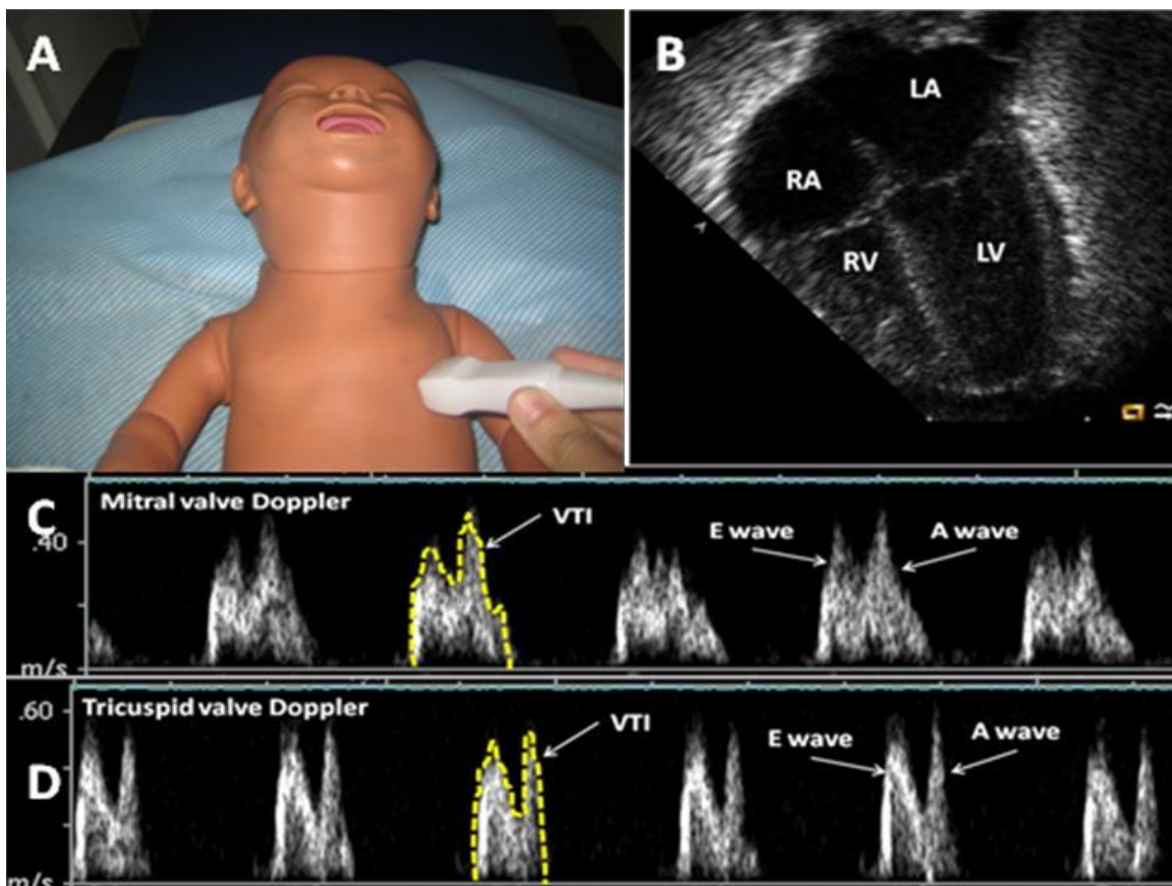 A
B
LA
RA
RV
LV
C
Mitral valve Doppler
VTI
.40
E wave
A wave
m/s
.60
Tricuspid valve Doppler
VTI
E wave
A wave
D